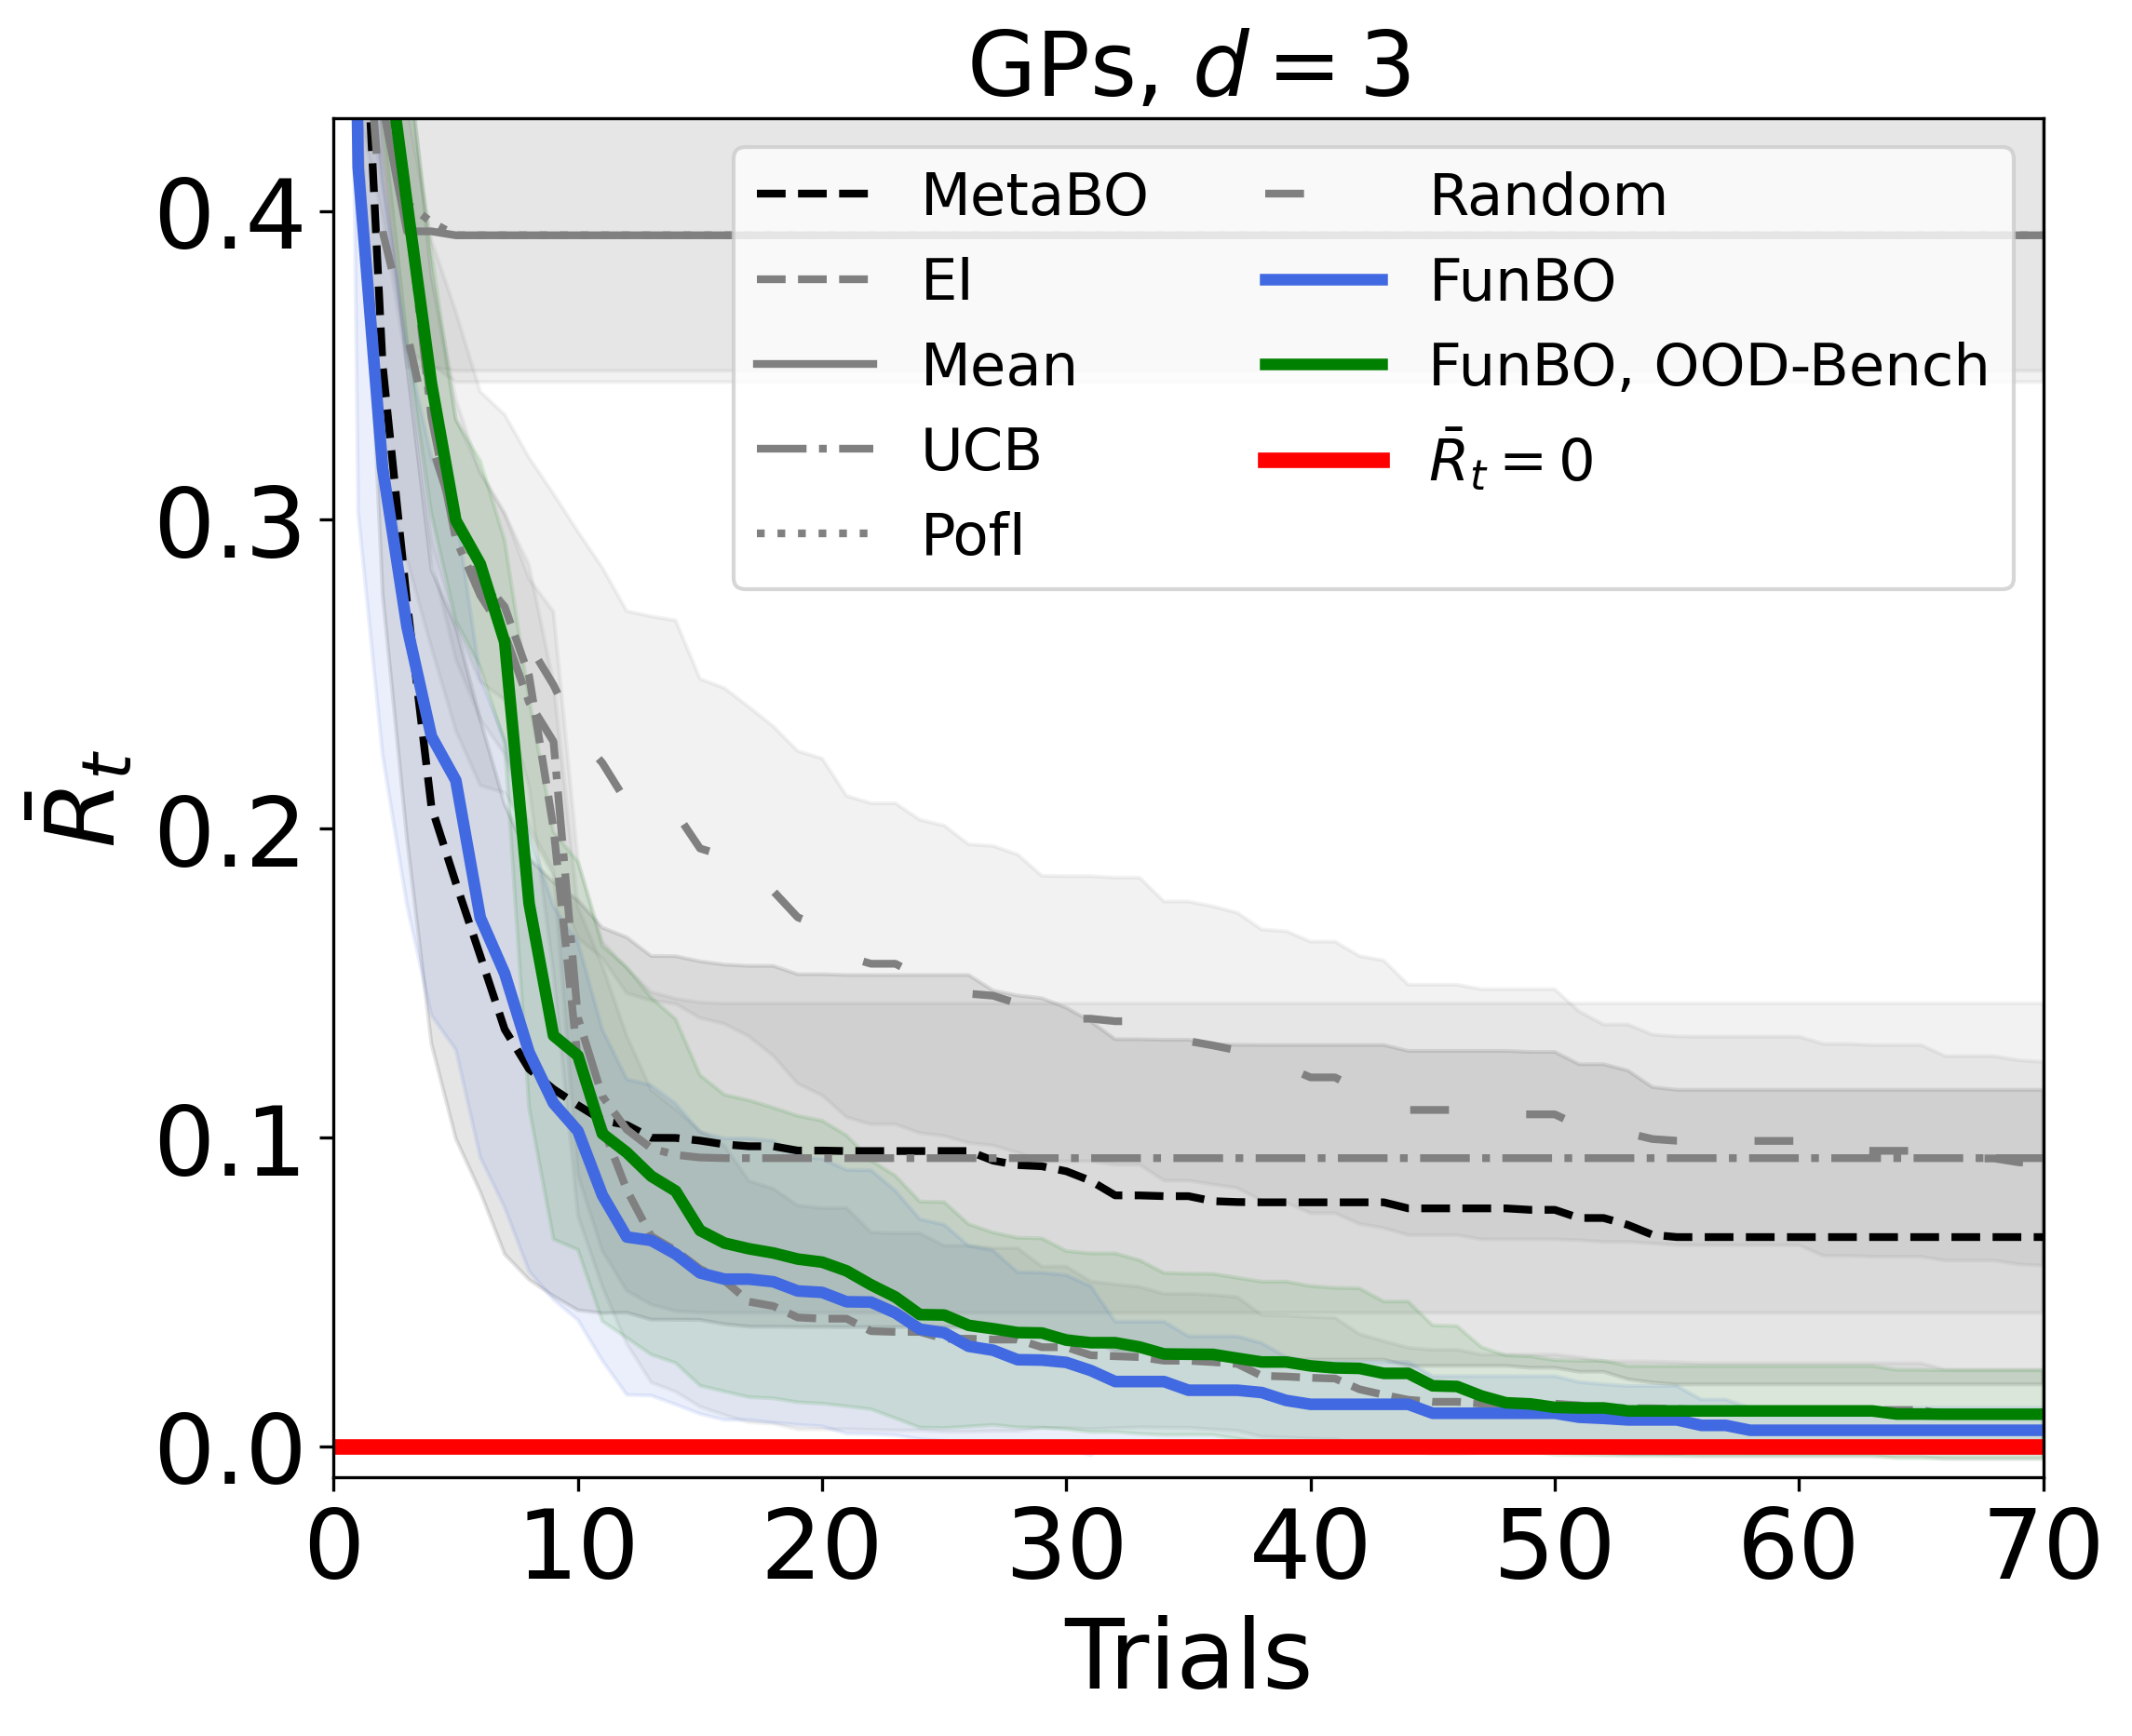 GPs, d = 3
R̄t
0.4
0.3
0.2
0.1
0.0
MetaBO
EI
Mean
UCB
PofI
Random
FunBO
FunBO, OOD-Bench
R̄t = 0
0 10 20 30 40 50 60 70
Trials